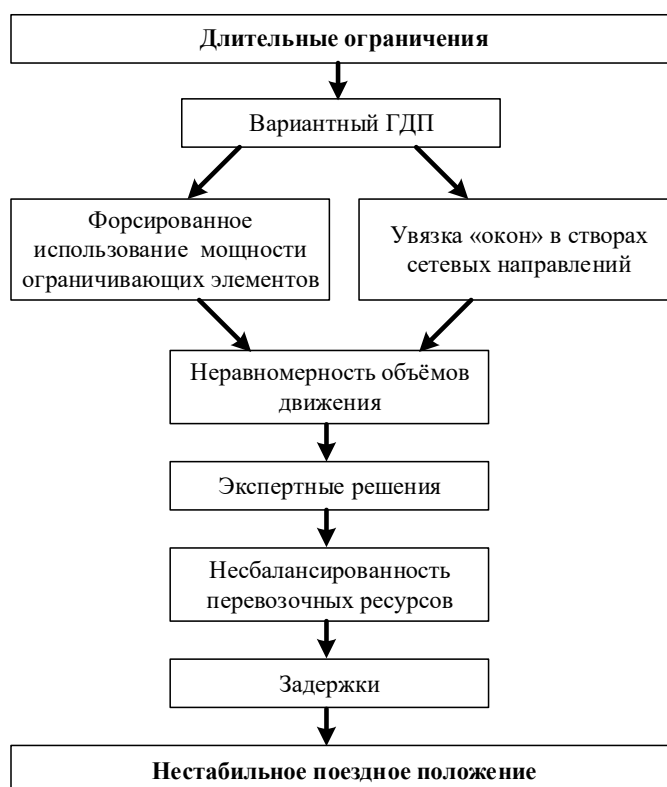 Длительные ограничения
Вариантный ГДП
Форсированное
использование мощности
ограничивающих элементов
Увязка «окон» в створах
сетевых направлений
Неравномерность объёмов
движения
Экспертные решения
Несбалансированность
перевозочных ресурсов
Задержки
Нестабильное поездное положение